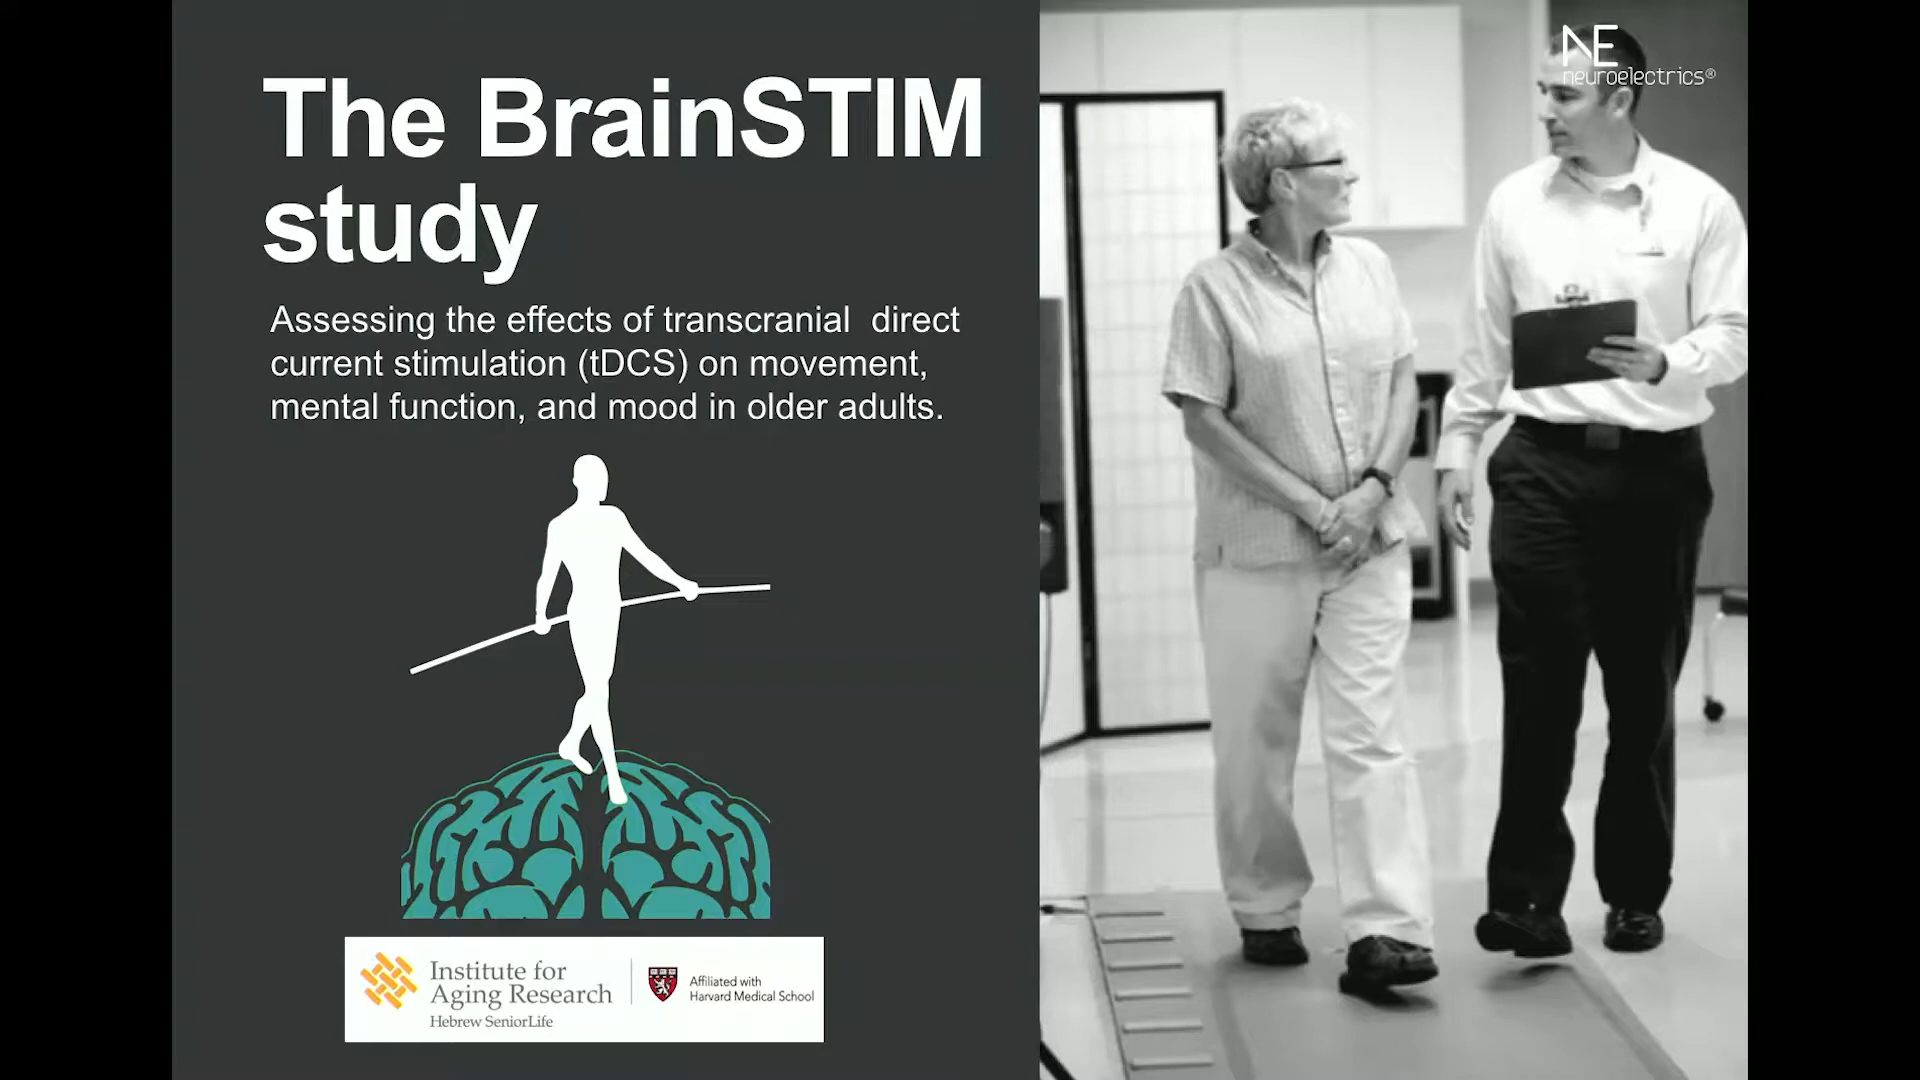 The BrainSTIM
study
Assessing the effects of transcranial direct
current stimulation (tDCS) on movement,
mental function, and mood in older adults.
Institute for
Aging Research
Hebrew SeniorLife
Affiliated with
Harvard Medical School
NE
neuroelectrics®